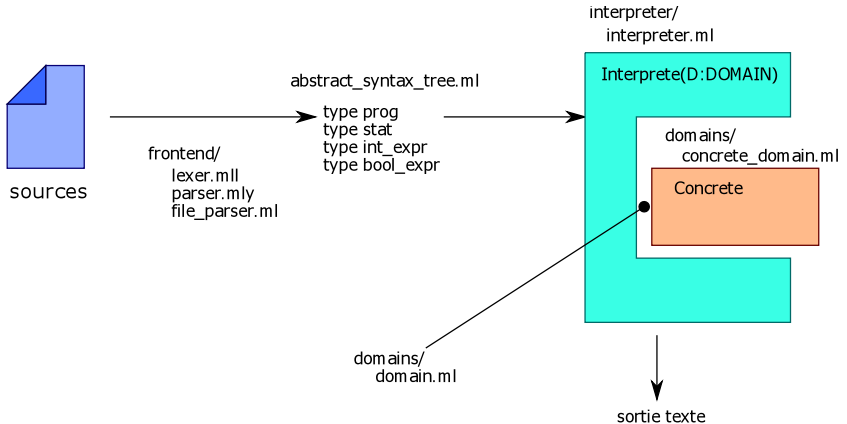 interpreter/
interpreter.ml
Interprete(D:DOMAIN)
abstract_syntax_tree.ml
type prog
type stat
type int_expr
type bool_expr
frontend/
lexer.mll
parser.mly
file_parser.ml
sources
domains/
concrete_domain.ml
Concrete
domains/
domain.ml
sortie texte